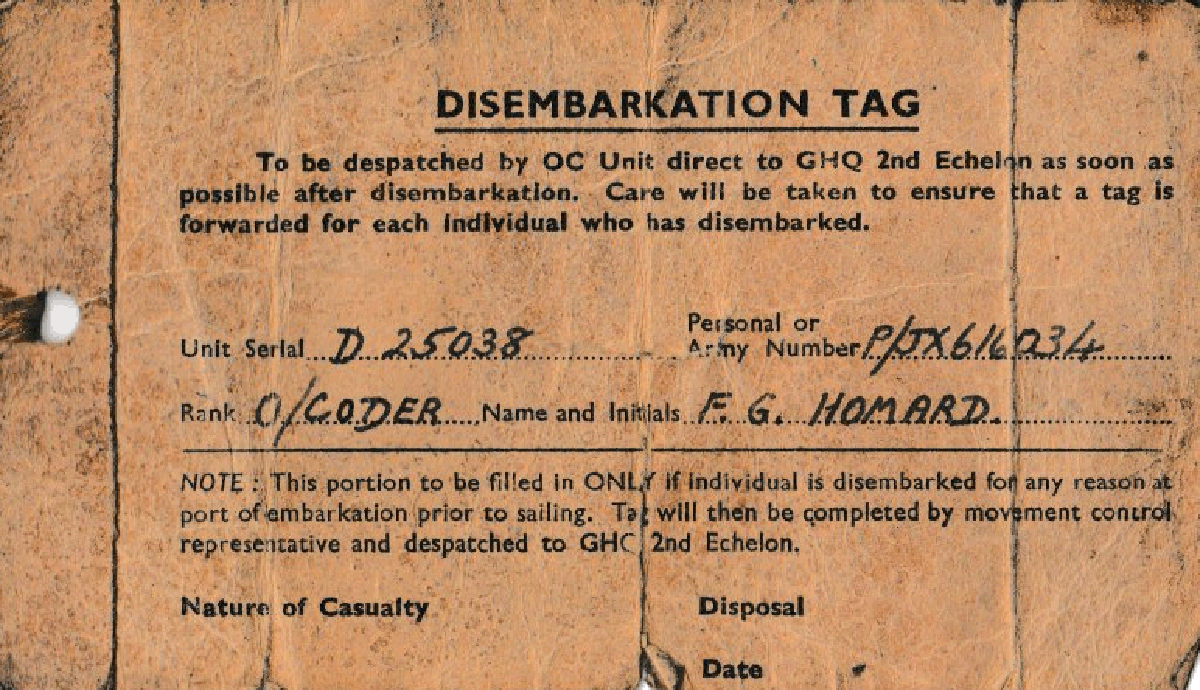 DISEMBARKATION TAG
To be despatched by OC Unit direct to GHQ 2nd Echelon as soon as
possible after disembarkation. Care will be taken to ensure that a tag is
forwarded for each individual who has disembarked.
Personal or
Unit Serial D 25038 Army Number P/JX616034
Rank O/CODER Name and Initials F. G. HOMARD.
NOTE : This portion to be filled in ONLY if individual is disembarked for any reason at
port of embarkation prior to sailing. Tag will then be completed by movement control
representative and despatched to GHQ 2nd Echelon.
Nature of Casualty Disposal
Date